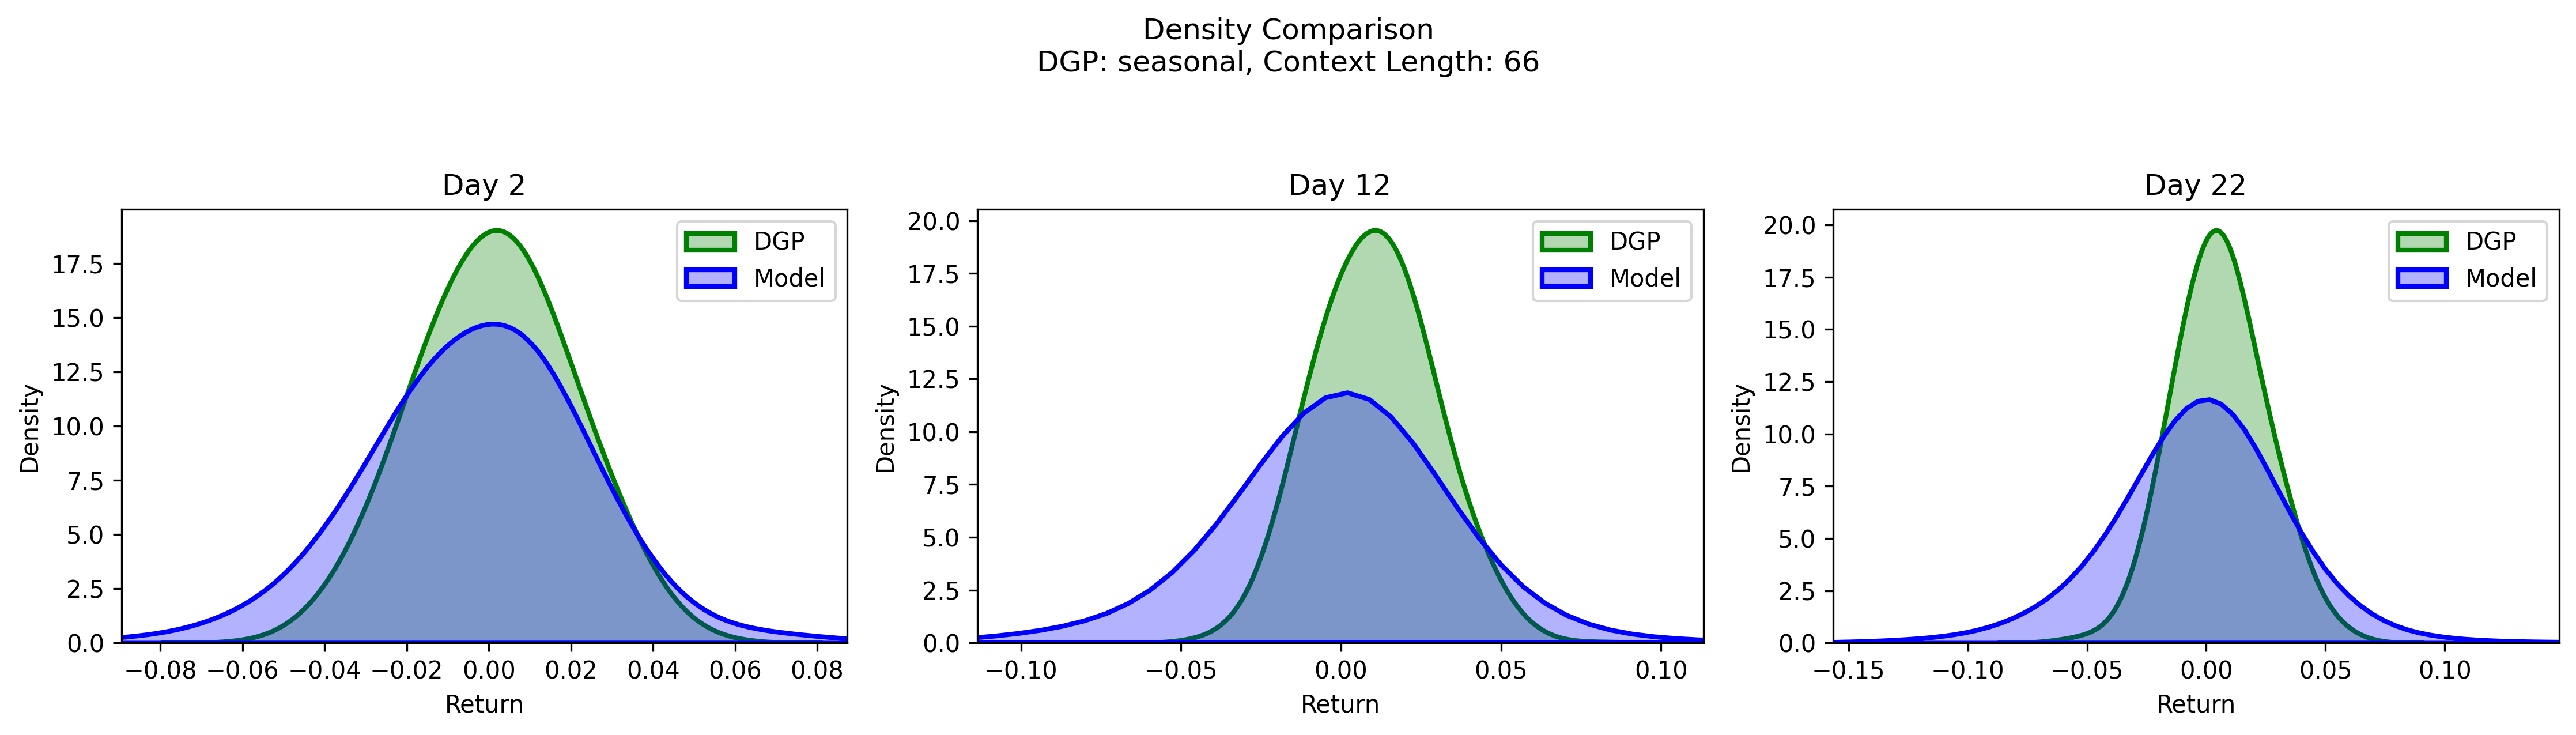 Density Comparison
DGP: seasonal, Context Length: 66
Day 2
Density
17.5
15.0
12.5
10.0
7.5
5.0
2.5
0.0
−0.08 −0.06 −0.04 −0.02 0.00 0.02 0.04 0.06 0.08
Return
DGP
Model
Day 12
Density
20.0
17.5
15.0
12.5
10.0
7.5
5.0
2.5
0.0
−0.10 −0.05 0.00 0.05 0.10
Return
DGP
Model
Day 22
Density
20.0
17.5
15.0
12.5
10.0
7.5
5.0
2.5
0.0
−0.15 −0.10 −0.05 0.00 0.05 0.10
Return
DGP
Model